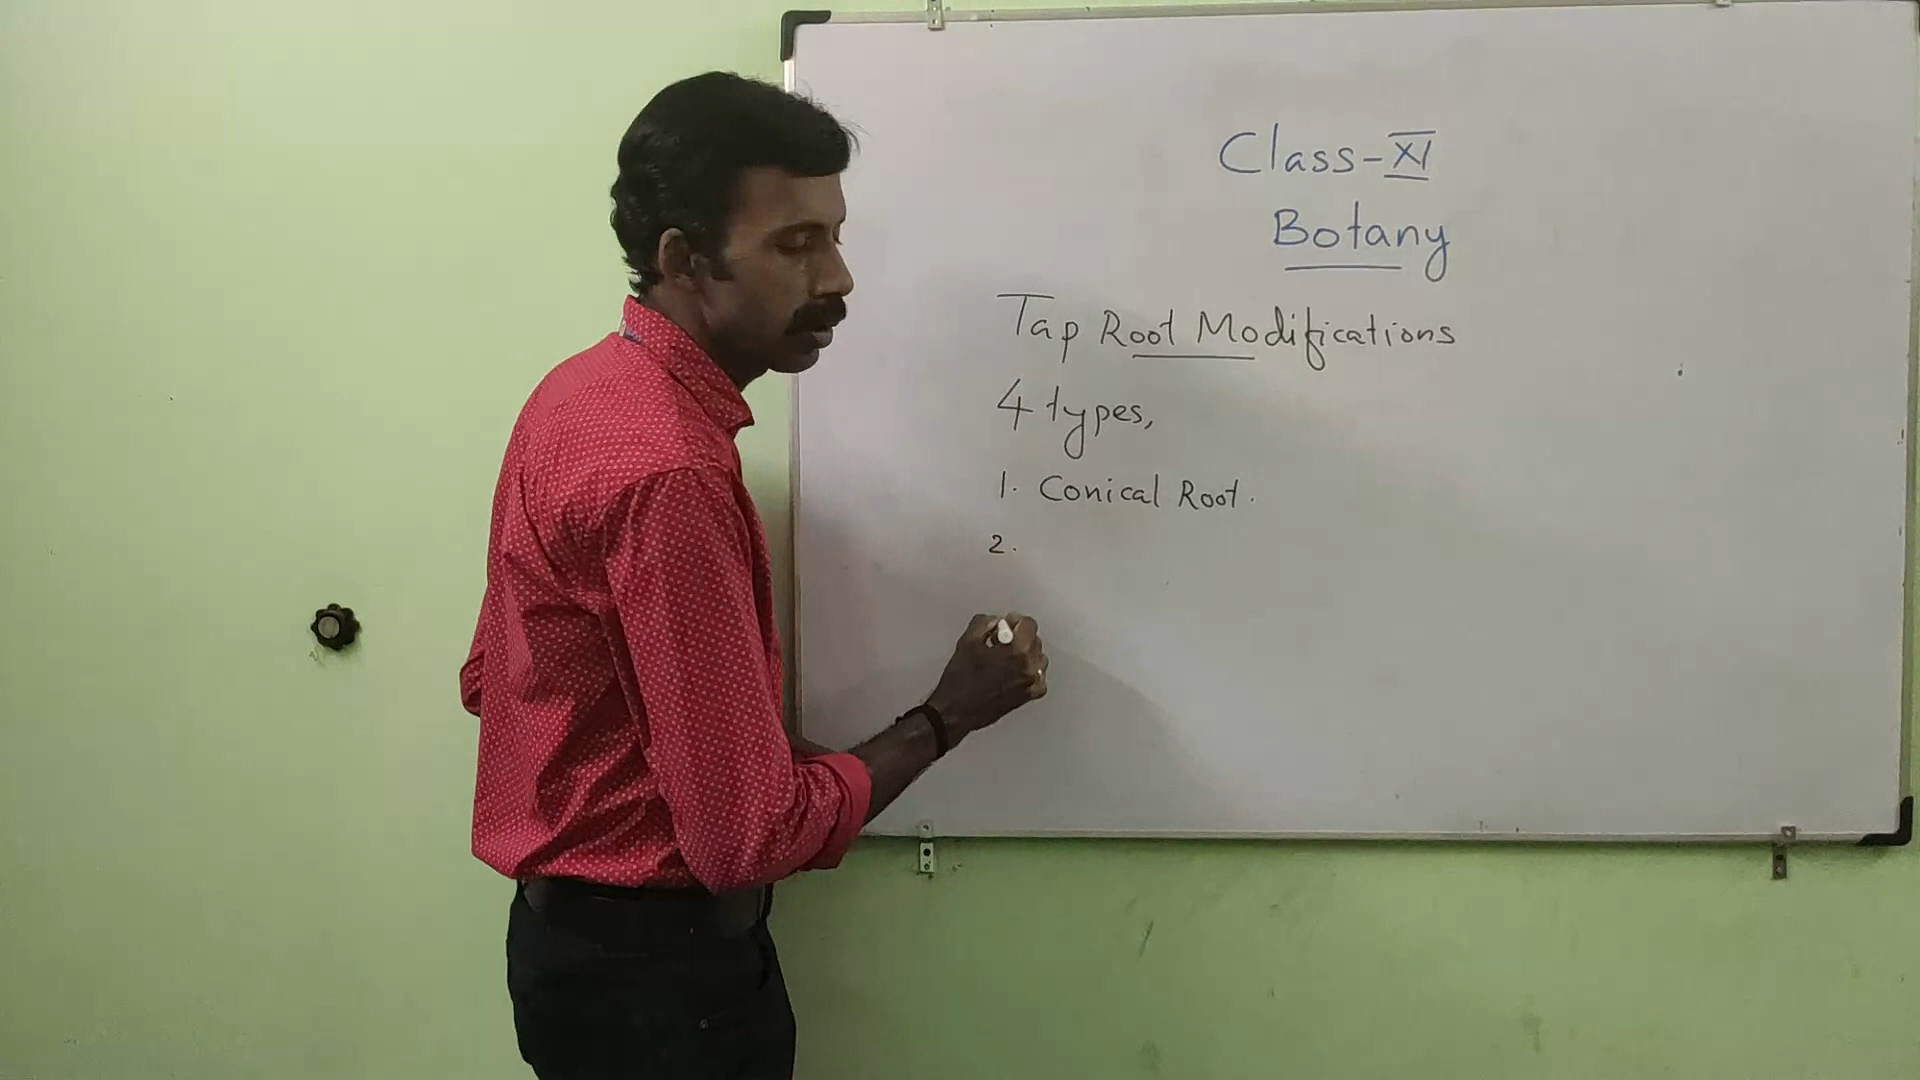 Class-XI
Botany
Tap Root Modifications
4 types,
1. Conical Root.
2.